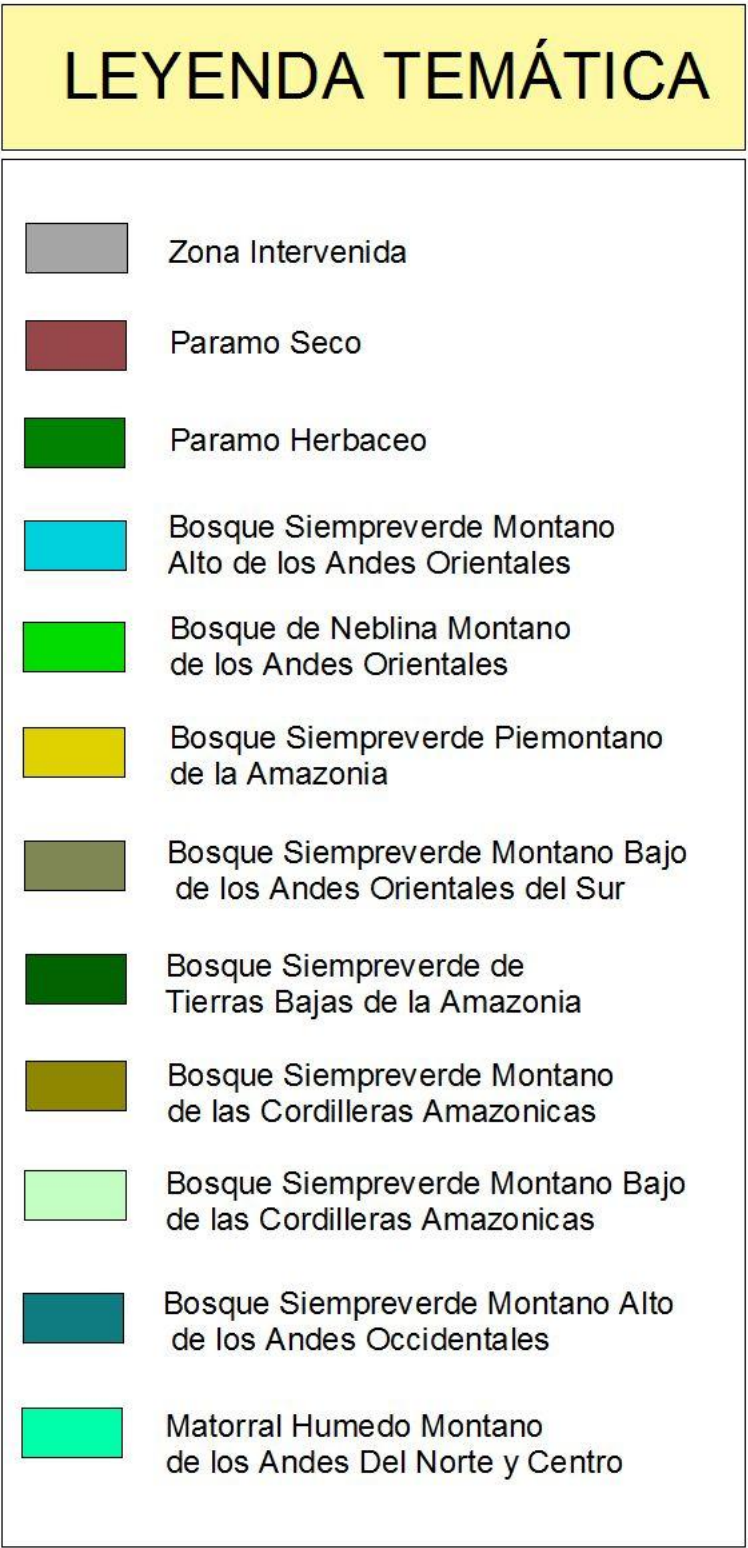 LEYENDA TEMÁTICA
Zona Intervenida
Paramo Seco
Paramo Herbaceo
Bosque Siempreverde Montano
Alto de los Andes Orientales
Bosque de Neblina Montano
de los Andes Orientales
Bosque Siempreverde Piemontano
de la Amazonia
Bosque Siempreverde Montano Bajo
de los Andes Orientales del Sur
Bosque Siempreverde de
Tierras Bajas de la Amazonia
Bosque Siempreverde Montano
de las Cordilleras Amazonicas
Bosque Siempreverde Montano Bajo
de las Cordilleras Amazonicas
Bosque Siempreverde Montano Alto
de los Andes Occidentales
Matorral Humedo Montano
de los Andes Del Norte y Centro